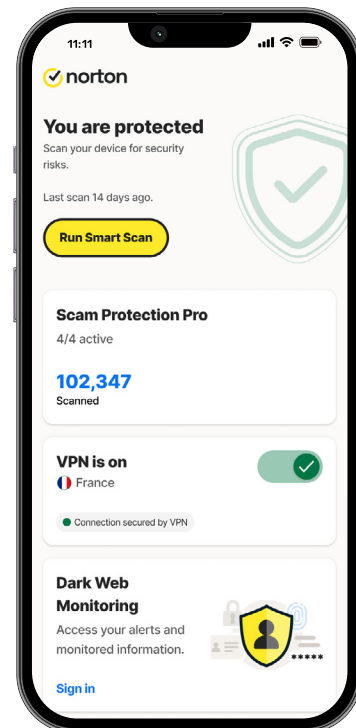 11:11
norton
You are protected
Scan your device for security
risks.
Last scan 14 days ago.
Run Smart Scan
Scam Protection Pro
4/4 active
102,347
Scanned
VPN is on
France
Connection secured by VPN
Dark Web
Monitoring
Access your alerts and
monitored information.
*****
Sign in